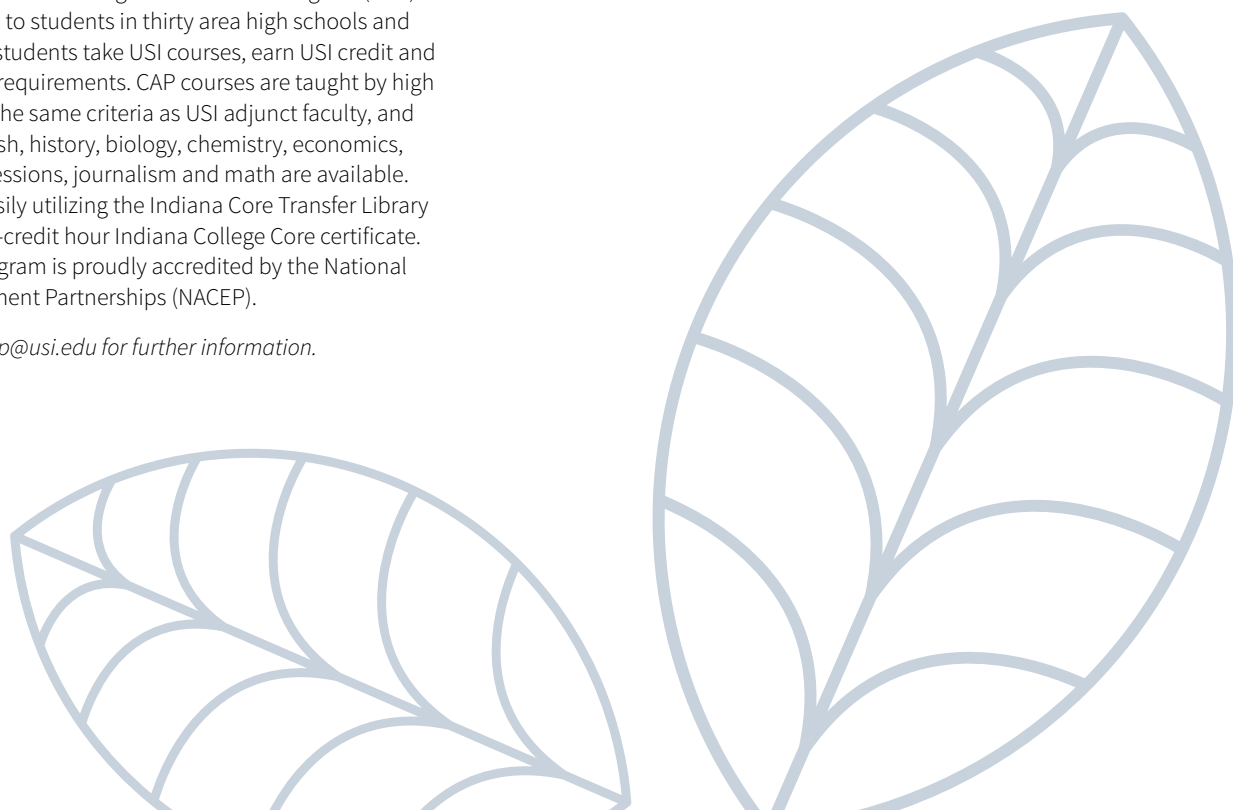 to students in thirty area high schools and
students take USI courses, earn USI credit and
requirements. CAP courses are taught by high
he same criteria as USI adjunct faculty, and
sh, history, biology, chemistry, economics,
essions, journalism and math are available.
sily utilizing the Indiana Core Transfer Library
-credit hour Indiana College Core certificate.
gram is proudly accredited by the National
nent Partnerships (NACEP).
p@usi.edu for further information.